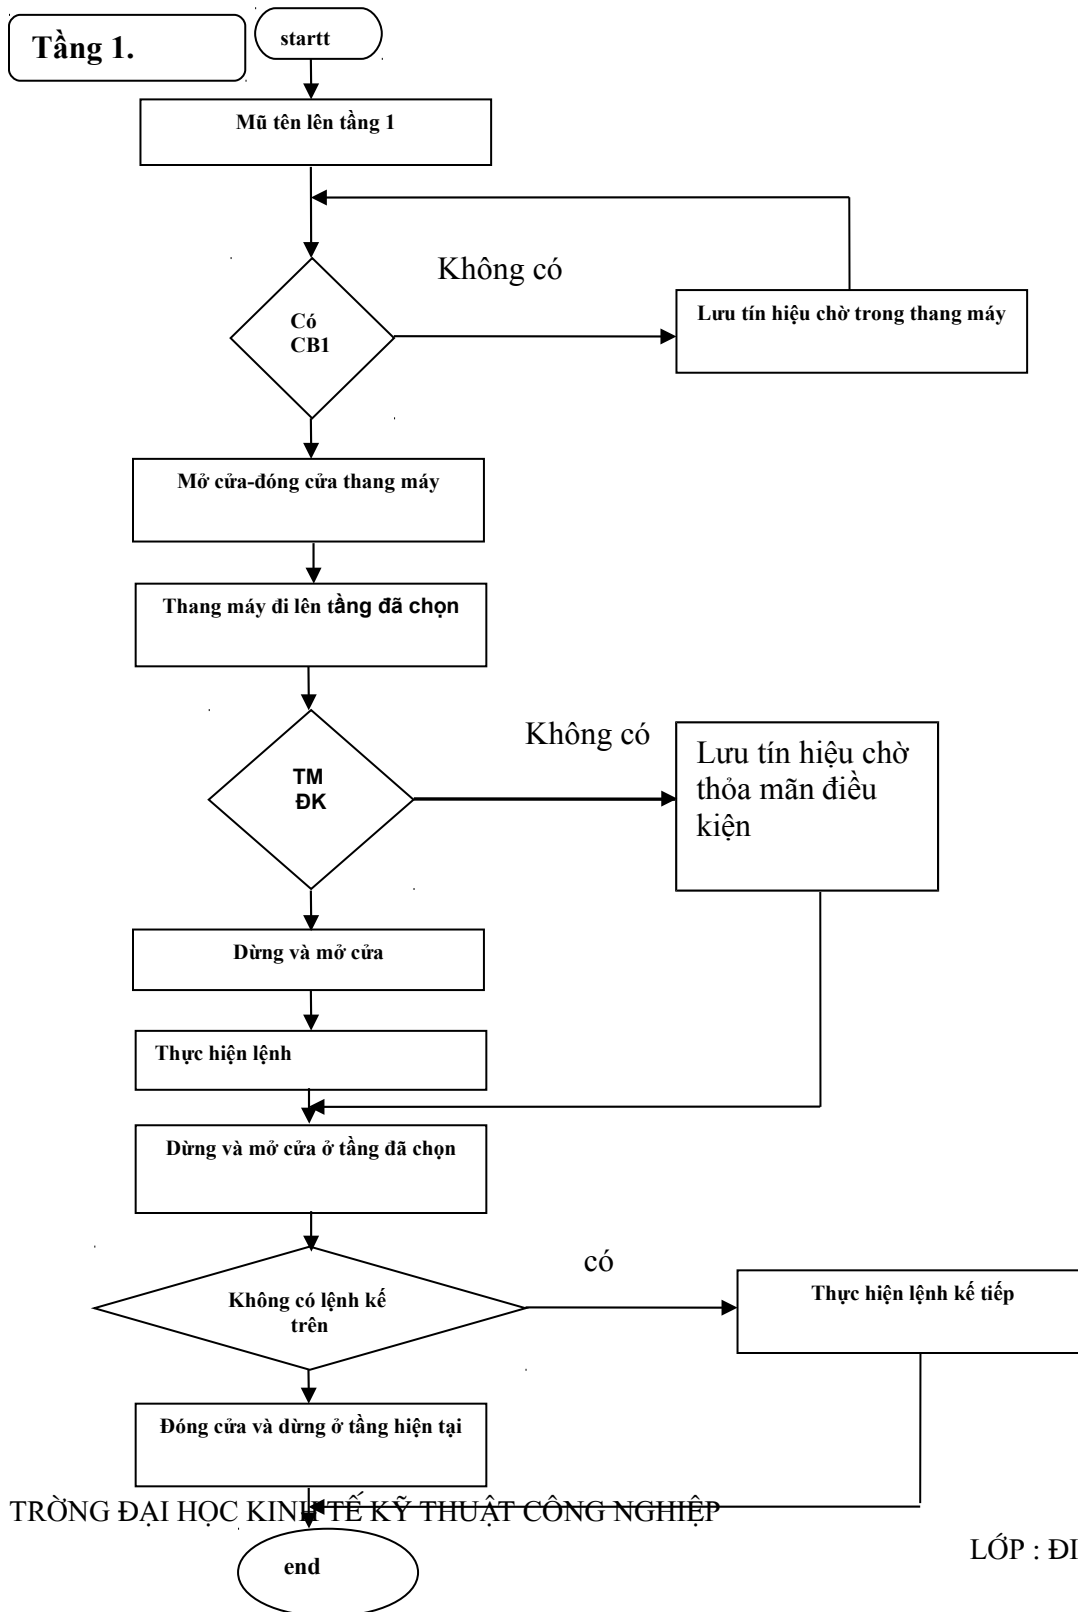 Tầng 1.
startt
Mũ tên lên tầng 1
Không có
Có
CB1
Lưu tín hiệu chờ trong thang máy
Mở cửa-đóng cửa thang máy
Thang máy đi lên tầng đã chọn
Không có
TM
ĐK
Lưu tín hiệu chờ
thỏa mãn điều
kiện
Dừng và mở cửa
Thực hiện lệnh
Dừng và mở cửa ở tầng đã chọn
có
Không có lệnh kế
trên
Thực hiện lệnh kế tiếp
Đóng cửa và dừng ở tầng hiện tại
TRỜNG ĐẠI HỌC KINH TẾ KỸ THUẬT CÔNG NGHIỆP
LỚP : ĐI
end